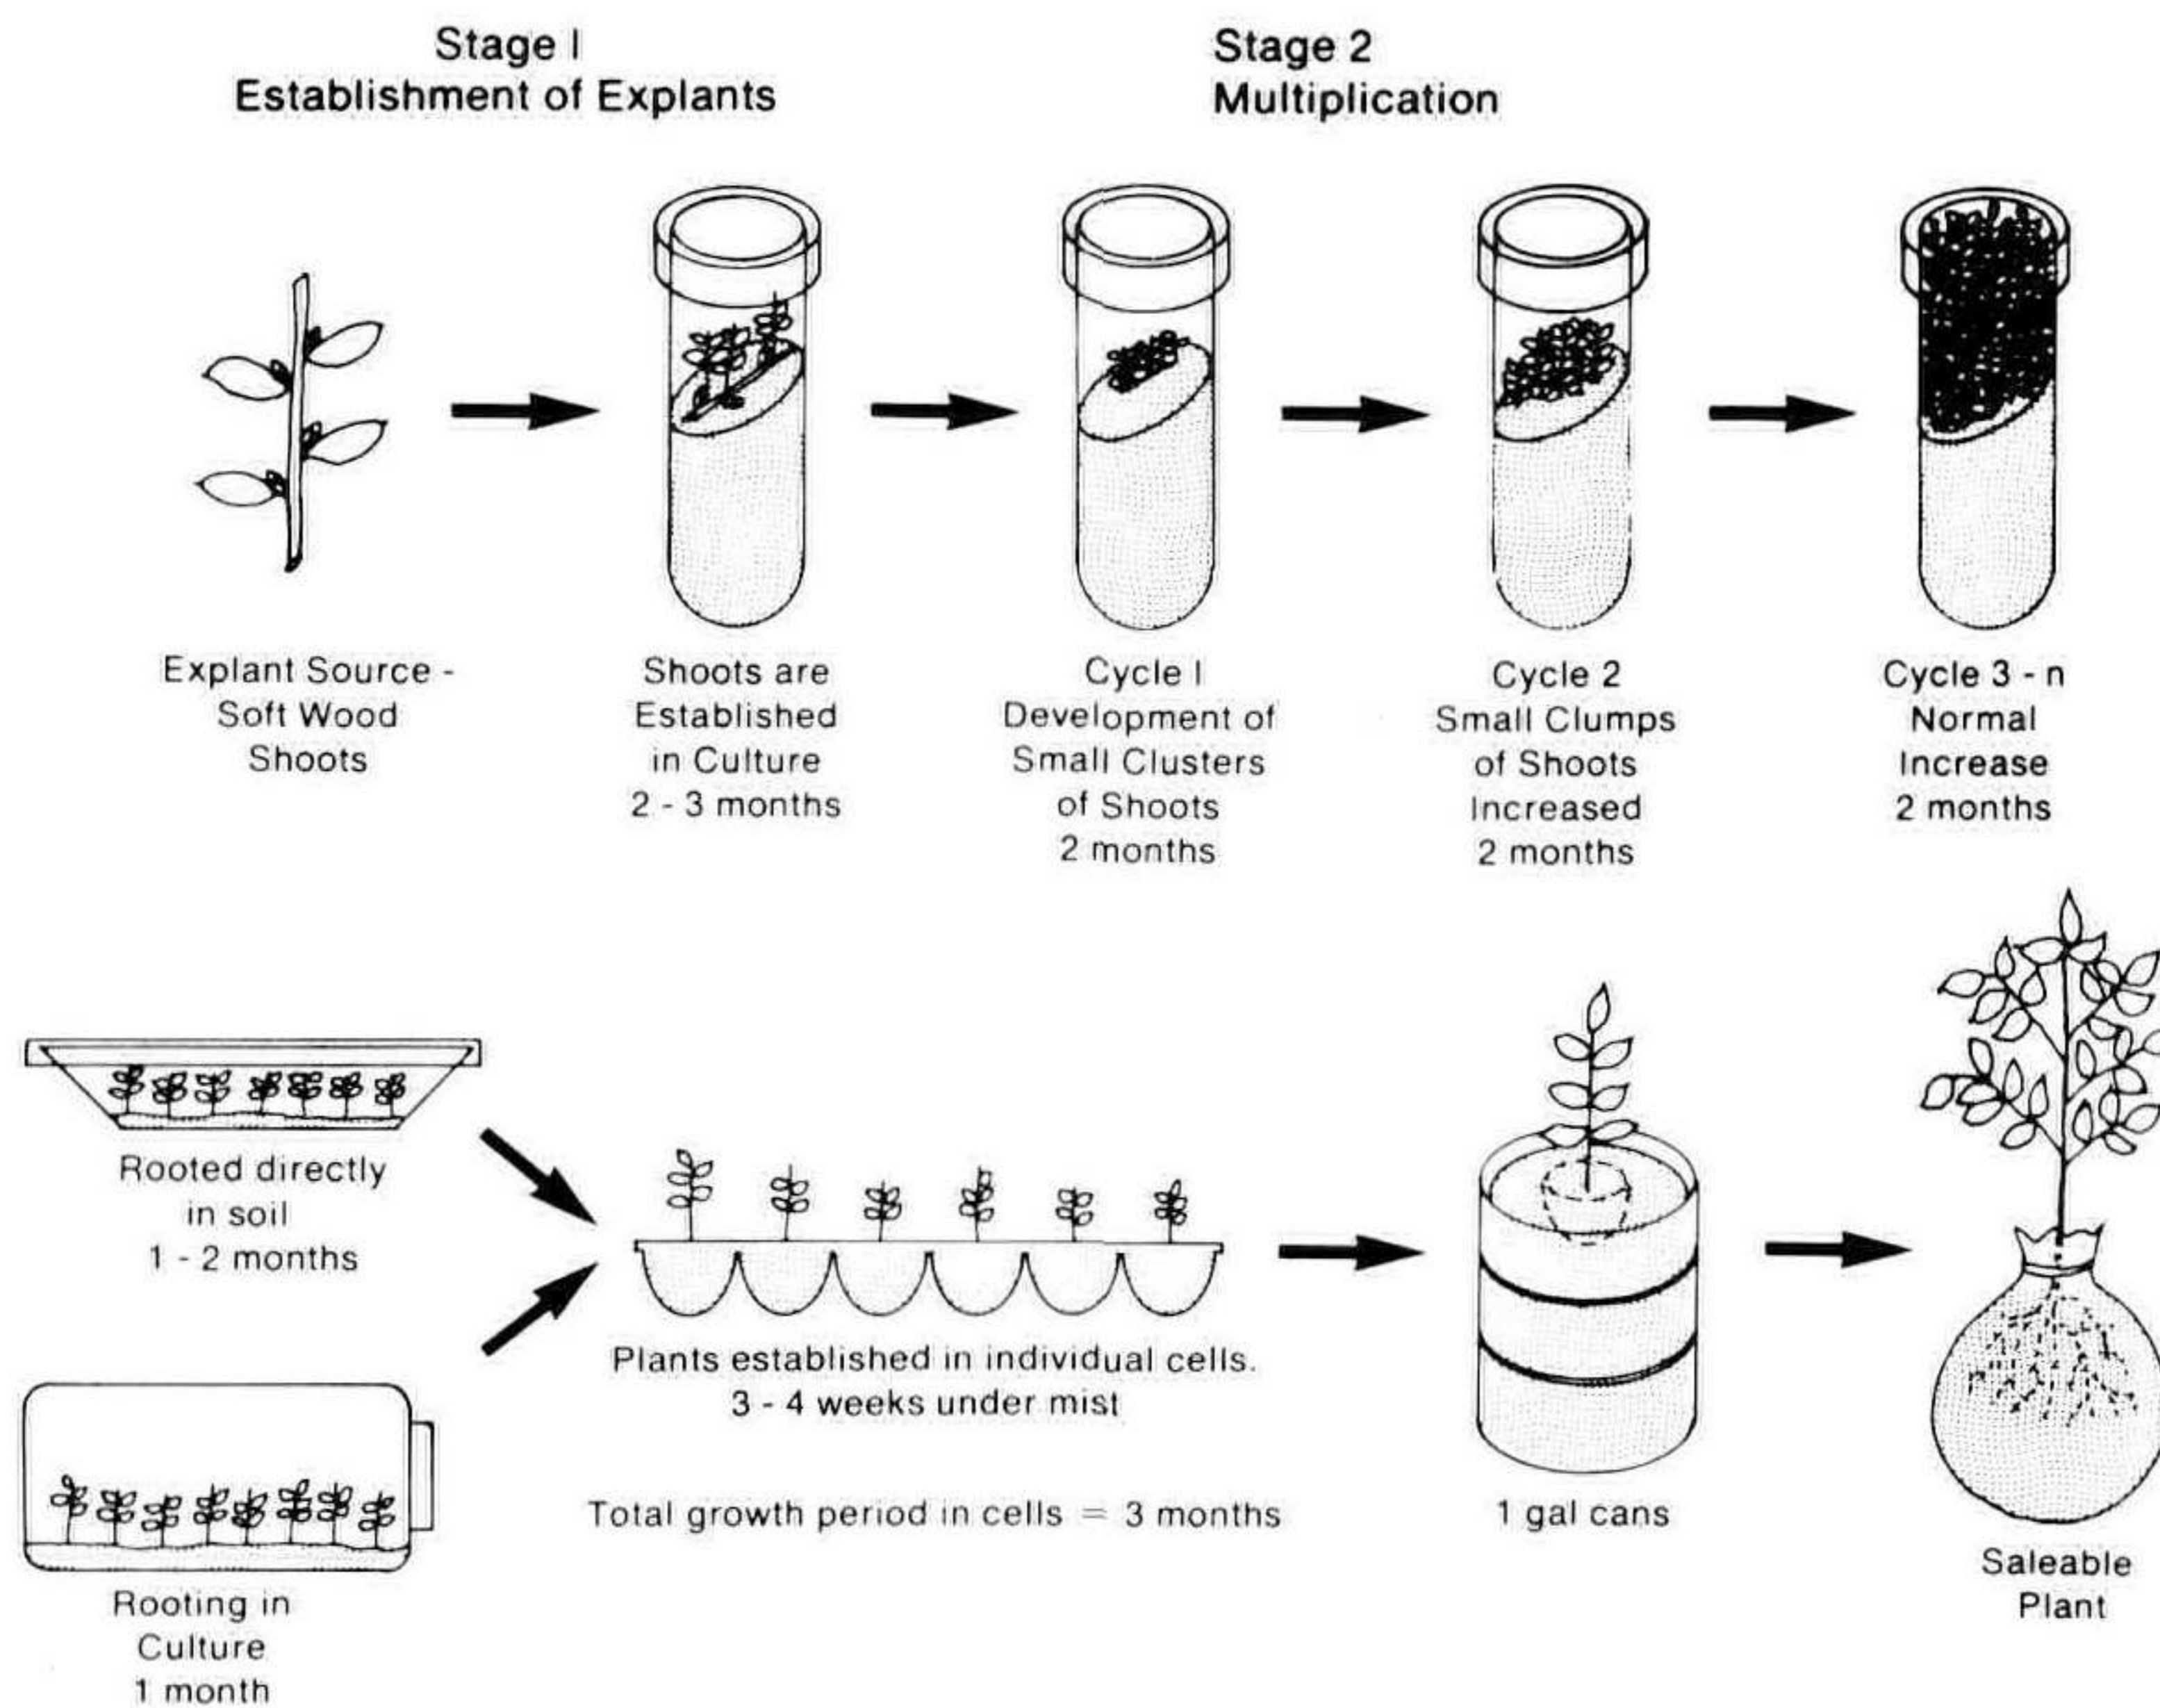 Stage I
Establishment of Explants
Stage 2
Multiplication
Explant Source -
Soft Wood
Shoots
Shoots are
Established
in Culture
2 - 3 months
Cycle I
Development of
Small Clusters
of Shoots
2 months
Cycle 2
Small Clumps
of Shoots
Increased
2 months
Cycle 3 - n
Normal
Increase
2 months
Rooted directly
in soil
1 - 2 months
Rooting in
Culture
1 month
Plants established in individual cells.
3 - 4 weeks under mist
Total growth period in cells = 3 months
1 gal cans
Saleable
Plant